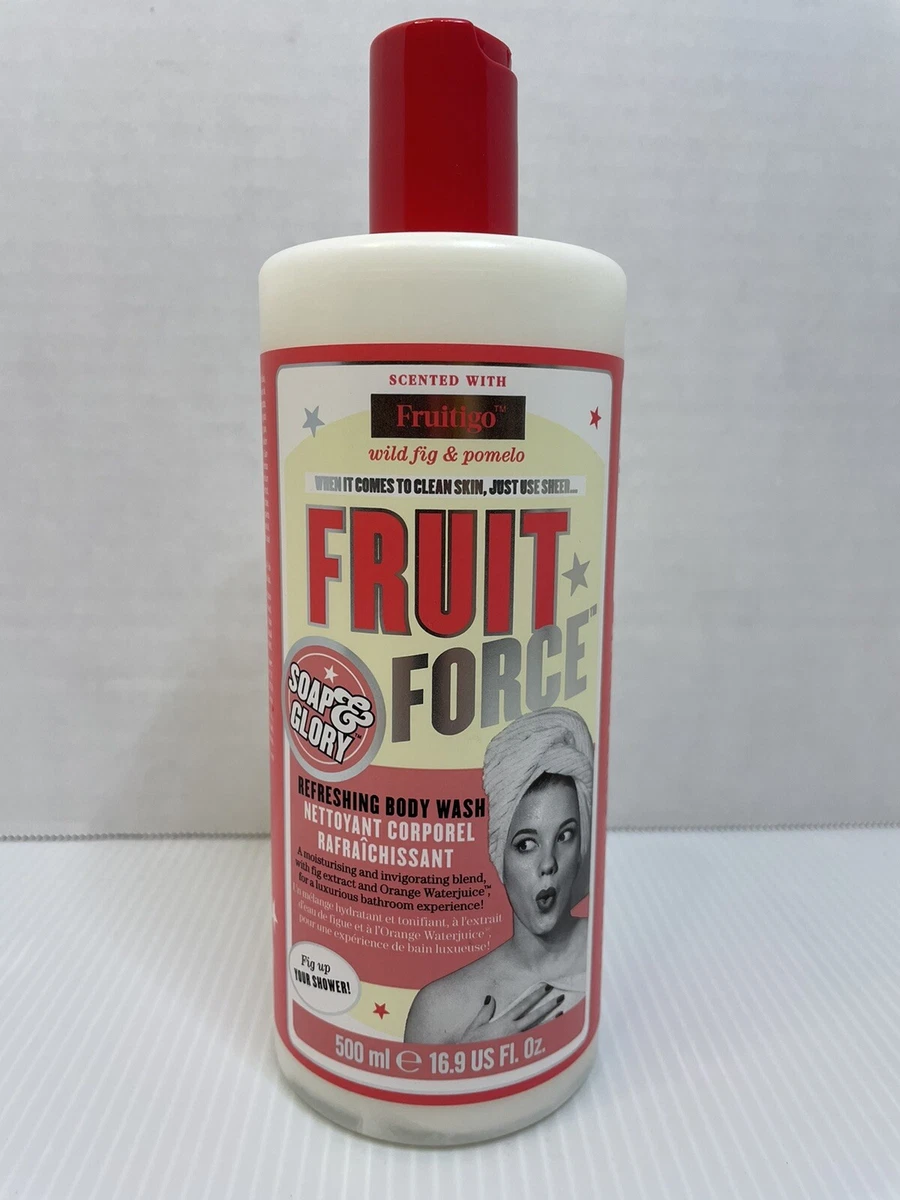 SCENTED WITH
Fruitigo™
wild fig & pomelo
WHEN IT COMES TO CLEAN SKIN, JUST USE SHEER...
FRUIT
FORCE™
SOAP &
GLORY™
REFRESHING BODY WASH
NETTOYANT CORPOREL
RAFRAÎCHISSANT
A moisturising and invigorating blend,
with fig extract and Orange Waterjuice™,
for a luxurious bathroom experience!
Un mélange hydratant et tonifiant, à l'extrait
d'eau de figue et à l'Orange Waterjuice™,
pour une expérience de bain luxueuse!
Fig up
YOUR SHOWER!
500 ml ℮ 16.9 US Fl. Oz.